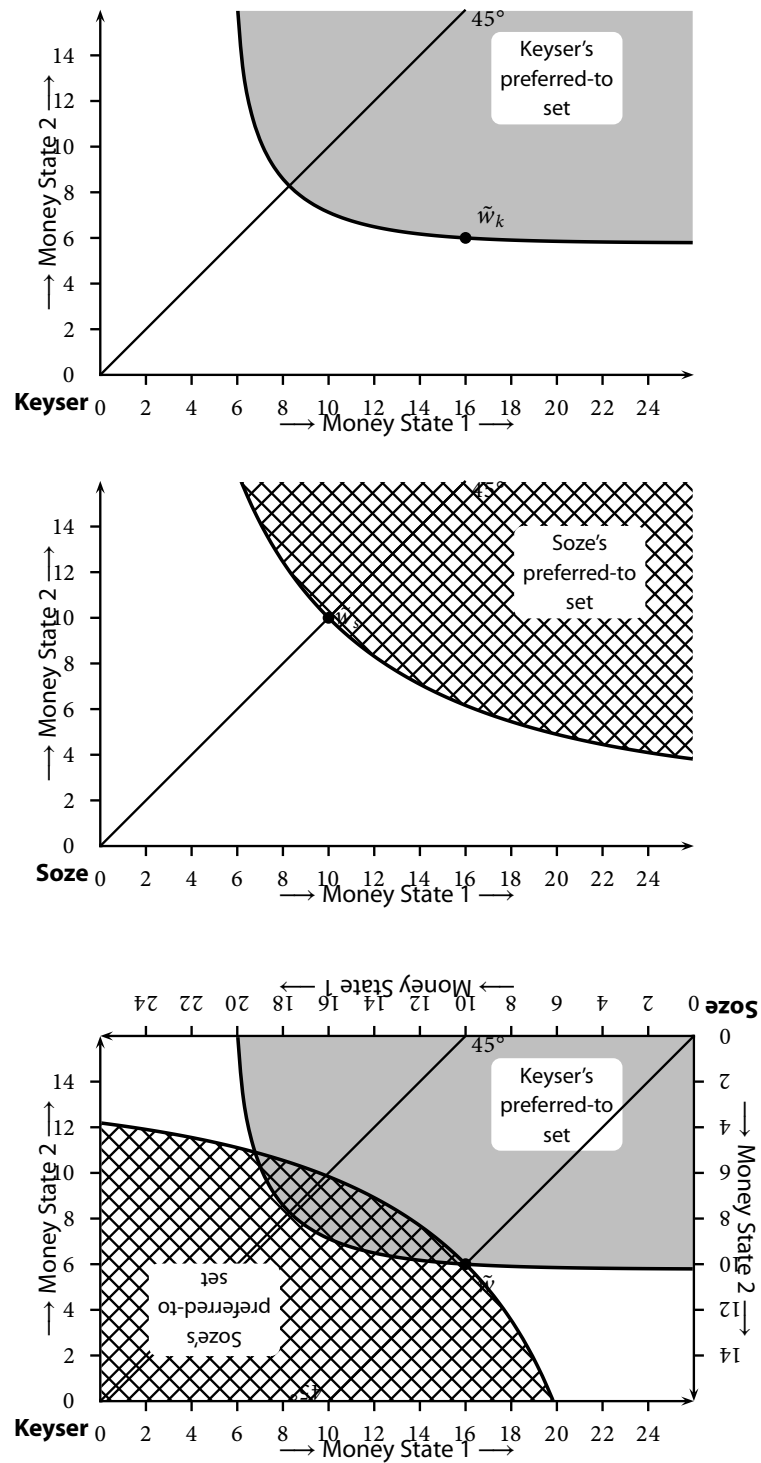 45°
Keyser's
preferred-to
set
w̃ₖ
14
12
10
8
6
4
2
0
⟶ Money State 2 ⟶
Keyser
0 2 4 6 8 10 12 14 16 18 20 22 24
⟶ Money State 1 ⟶
45°
Soze's
preferred-to
set
w̃ₛ
14
12
10
8
6
4
2
0
⟶ Money State 2 ⟶
Soze
0 2 4 6 8 10 12 14 16 18 20 22 24
⟶ Money State 1 ⟶
⟶ Money State 1 ⟶
24 22 20 18 16 14 12 10 8 6 4 2 0
Soze
45°
Keyser's
preferred-to
set
14
12
10
8
6
4
2
0
⟶ Money State 2 ⟶
0
2
4
6
8
10
12
14
⟶ Money State 2 ⟶
Soze's
preferred-to
set
45°
Keyser
0 2 4 6 8 10 12 14 16 18 20 22 24
⟶ Money State 1 ⟶